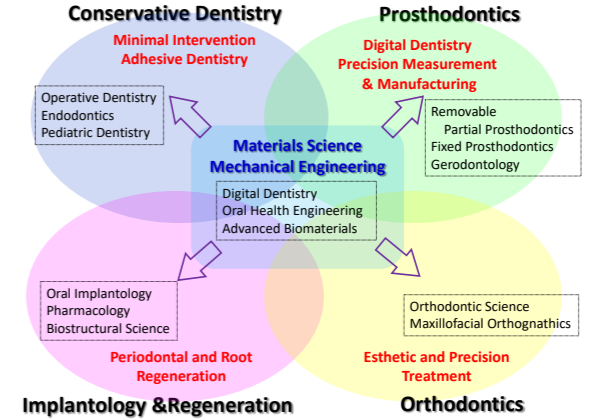 Conservative Dentistry
Prosthodontics
Minimal Intervention
Adhesive Dentistry
Digital Dentistry
Precision Measurement
& Manufacturing
Operative Dentistry
Endodontics
Pediatric Dentistry
Removable
Partial Prosthodontics
Fixed Prosthodontics
Gerodontology
Materials Science
Mechanical Engineering
Digital Dentistry
Oral Health Engineering
Advanced Biomaterials
Oral Implantology
Pharmacology
Biostructural Science
Orthodontic Science
Maxillofacial Orthognathics
Periodontal and Root
Regeneration
Esthetic and Precision
Treatment
Implantology &Regeneration
Orthodontics